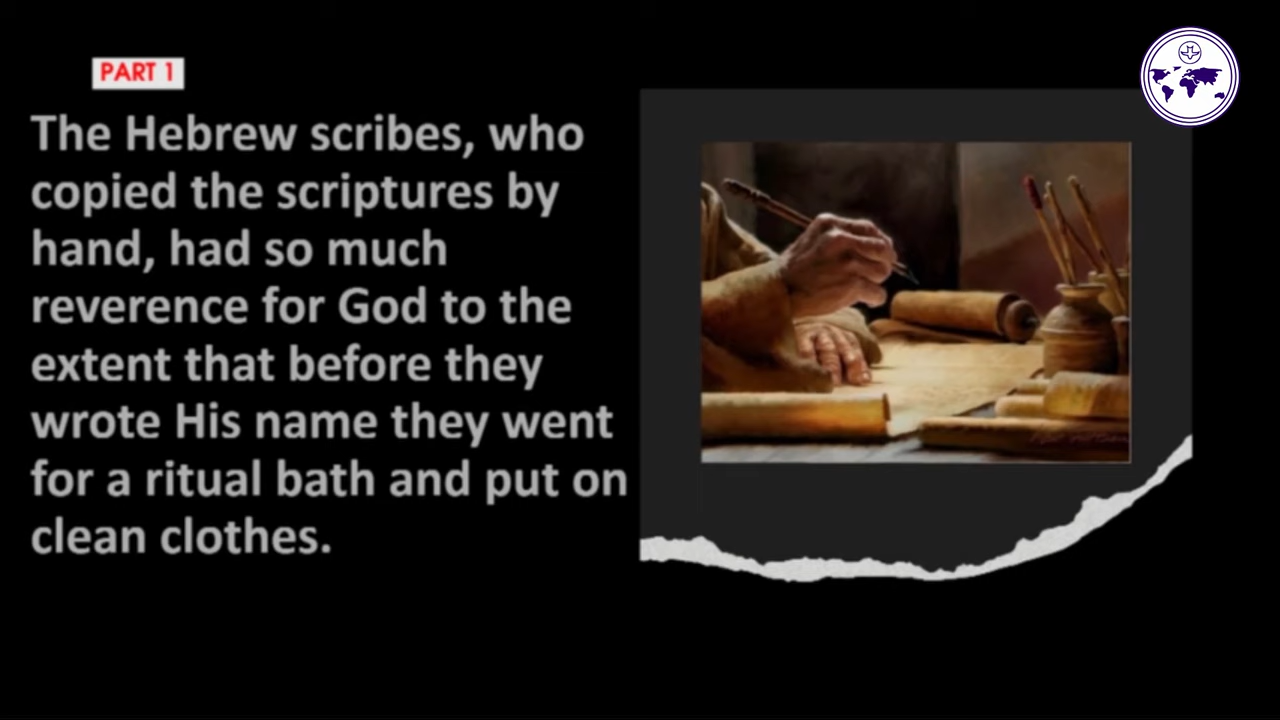 PART 1
The Hebrew scribes, who
copied the scriptures by
hand, had so much
reverence for God to the
extent that before they
wrote His name they went
for a ritual bath and put on
clean clothes.